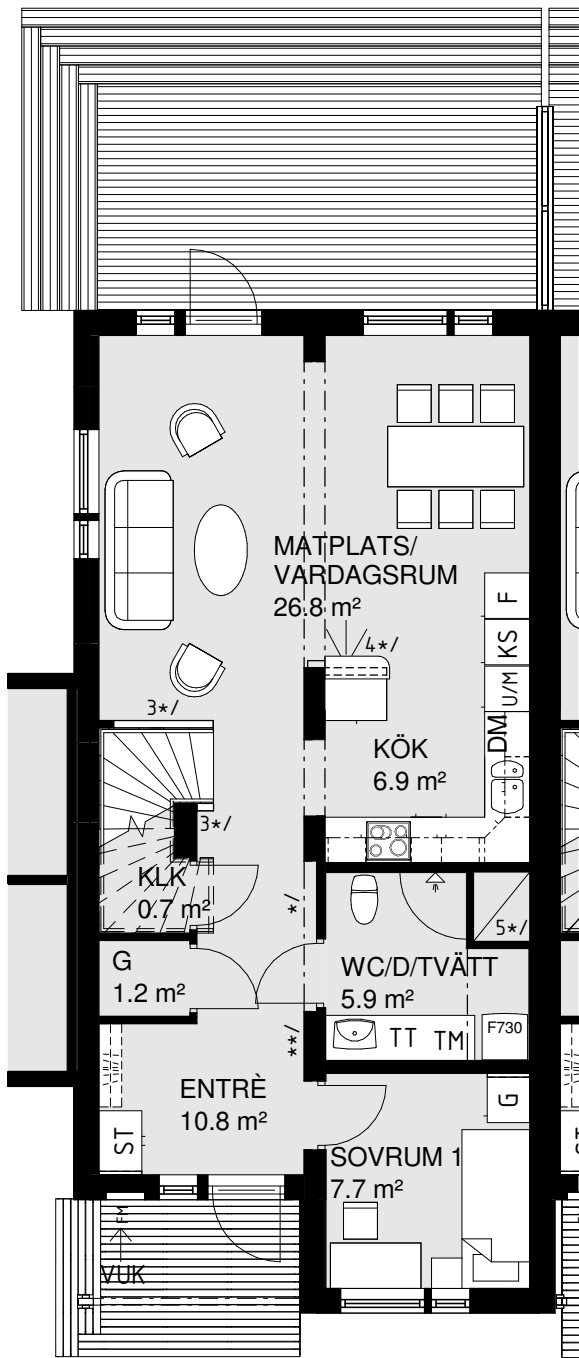 MATPLATS/
VARDAGSRUM
26.8 m²
F
KS
U/M
4*/
3*/
DM
KÖK
6.9 m²
3*/
KLK
0.7 m²
*/
5*/
G
1.2 m²
WC/D/TVÄTT
5.9 m²
**/
TT
TM
F730
ENTRÈ
10.8 m²
G
ST
ST
SOVRUM 1
7.7 m²
FM
VUK